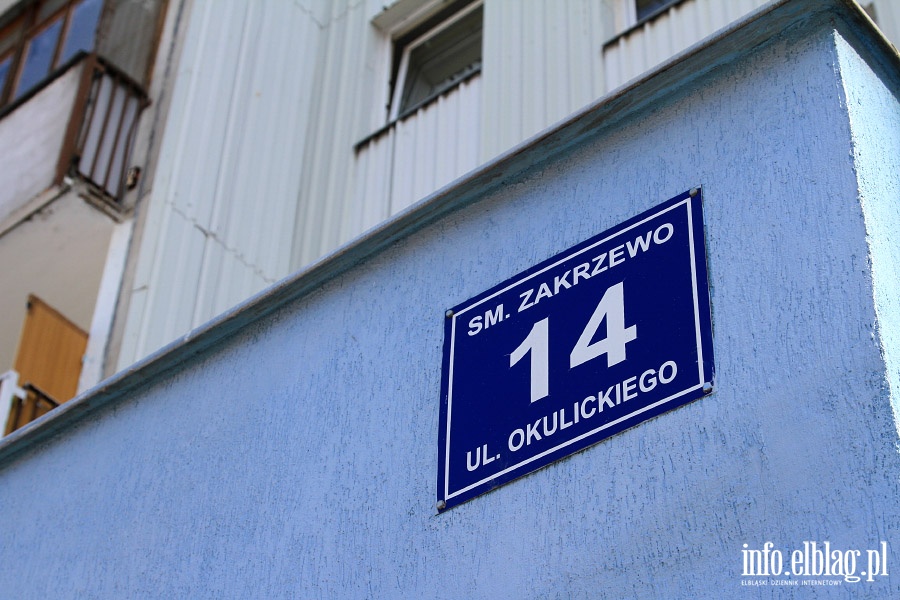 SM. ZAKRZEWO
14
UL. OKULICKIEGO
info.elblag.pl
ELBLĄSKI DZIENNIK INTERNETOWY